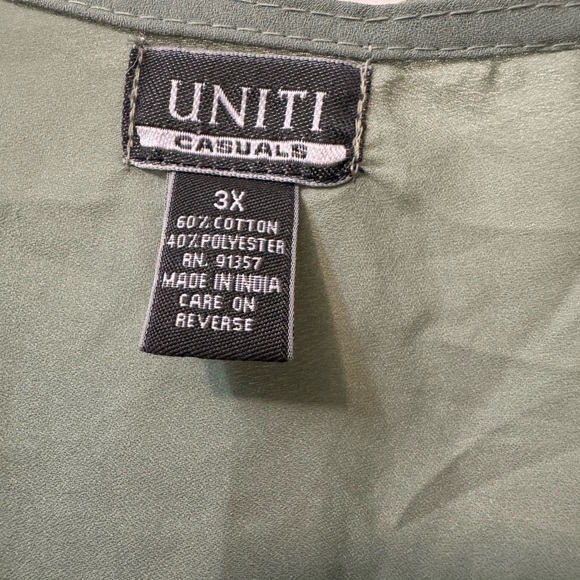 UNITI
CASUALS
3X
60% COTTON
40% POLYESTER
RN. 91357
MADE IN INDIA
CARE ON
REVERSE